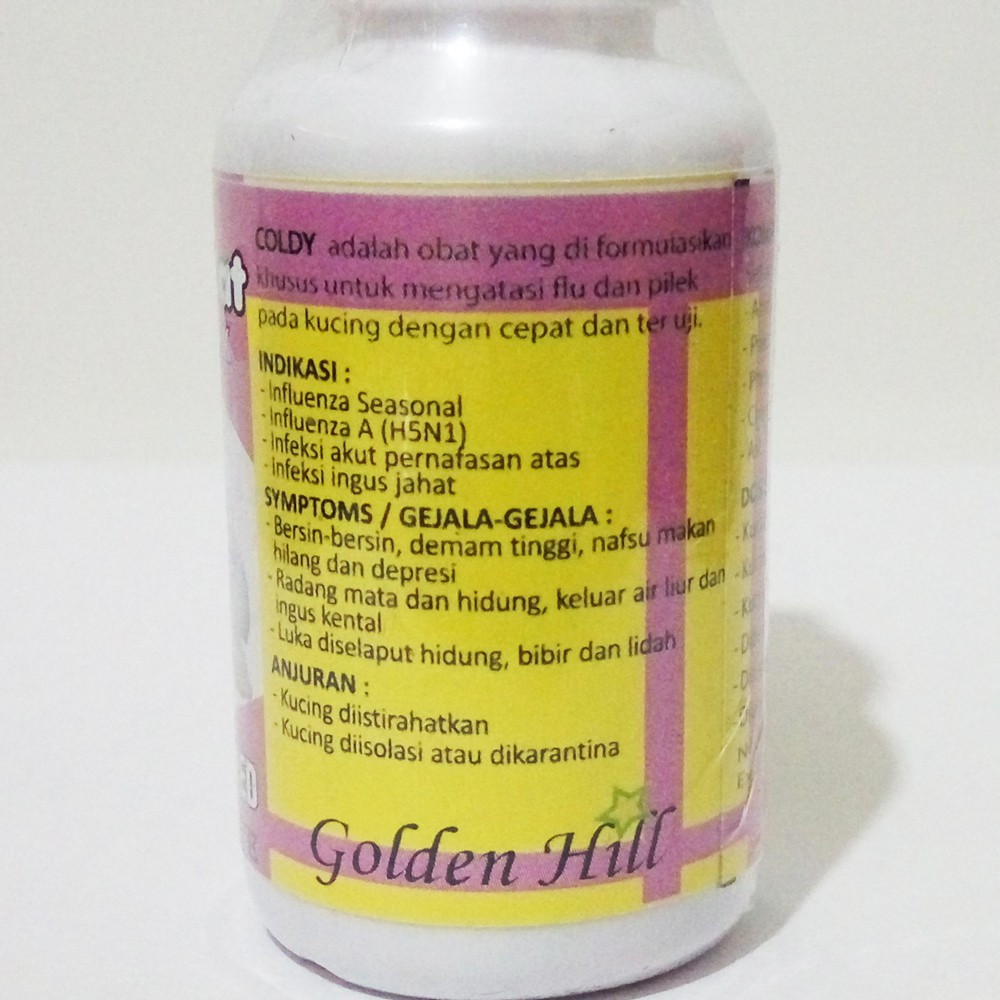 COLDY adalah obat yang di formulasikan
khusus untuk mengatasi flu dan pilek
pada kucing dengan cepat dan ter uji.
INDIKASI :
- Influenza Seasonal
- Influenza A (H5N1)
- Infeksi akut pernafasan atas
- Infeksi ingus jahat
SYMPTOMS / GEJALA-GEJALA :
- Bersin-bersin, demam tinggi, nafsu makan
hilang dan depresi
- Radang mata dan hidung, keluar air liur dan
ingus kental
- Luka diselaput hidung, bibir dan lidah
ANJURAN :
- Kucing diistirahatkan
- Kucing diisolasi atau dikarantina
Golden Hill